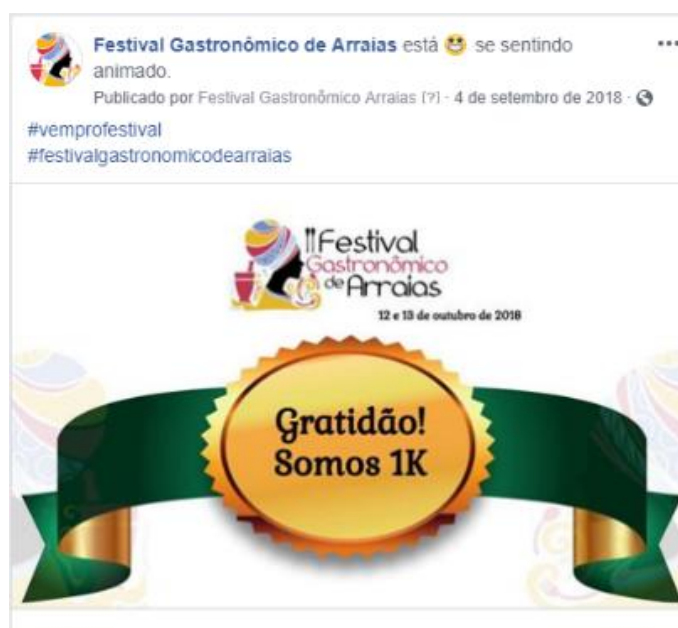 Festival Gastronômico de Arraias está 😃 se sentindo
animado.
Publicado por Festival Gastronômico Arraias [?] · 4 de setembro de 2018 ·
#vemprofestival
#festivalgastronomicodearraias
II Festival
Gastronômico
de Arraias
12 e 13 de outubro de 2018
Gratidão!
Somos 1K